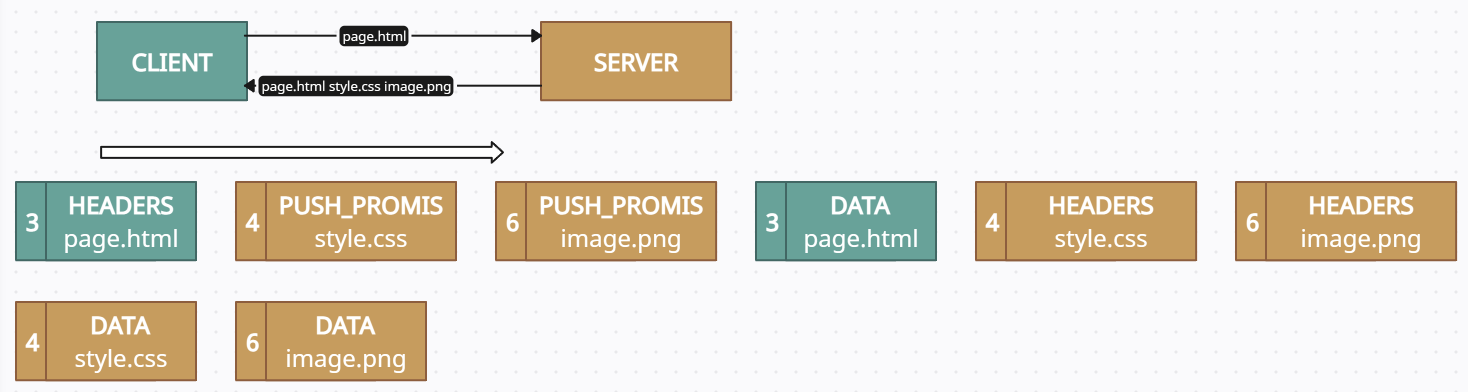 CLIENT
page.html
SERVER
page.html style.css image.png
3
HEADERS
page.html
4
PUSH_PROMIS
style.css
6
PUSH_PROMIS
image.png
3
DATA
page.html
4
HEADERS
style.css
6
HEADERS
image.png
4
DATA
style.css
6
DATA
image.png